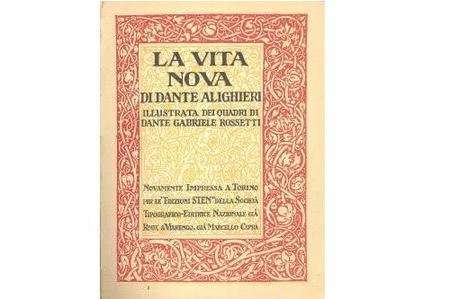 LA VITA
NOVA
DI DANTE ALIGHIERI
ILLUSTRATA DEI QUADRI DI
DANTE GABRIELE ROSSETTI
NOVAMENTE IMPRESSA A TORINO
PER LE "EDIZIONI STEN" DELLA SOCIETÀ
TIPOGRAFICO-EDITRICE NAZIONALE GIÀ
VIARENGO, GIÀ MARCELLO CAPRA